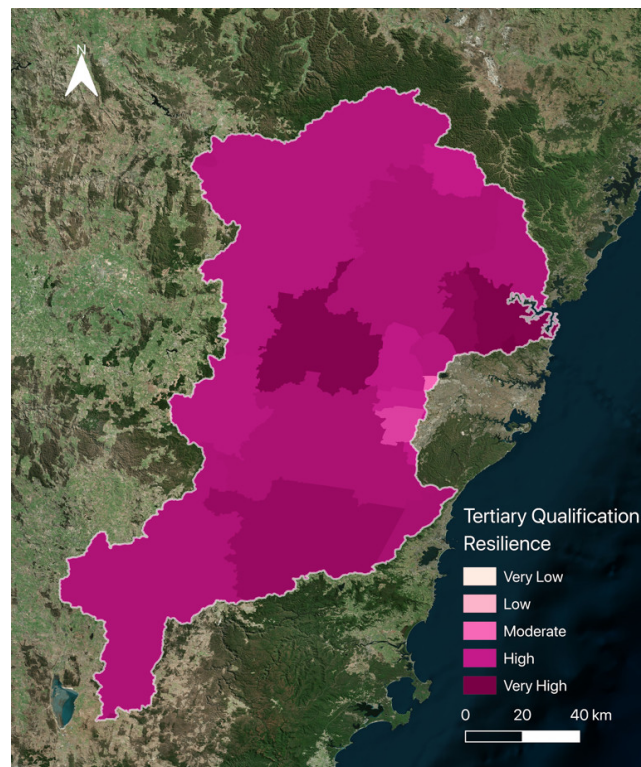 N
Tertiary Qualification
Resilience
Very Low
Low
Moderate
High
Very High
0 20 40 km